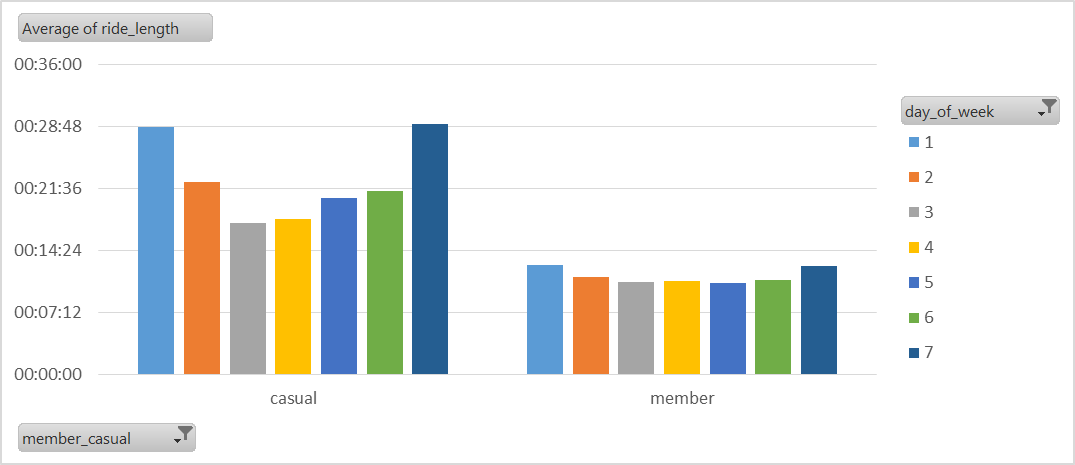 Average of ride_length
00:36:00
00:28:48
00:21:36
00:14:24
00:07:12
00:00:00
casual
member
day_of_week
1
2
3
4
5
6
7
member_casual